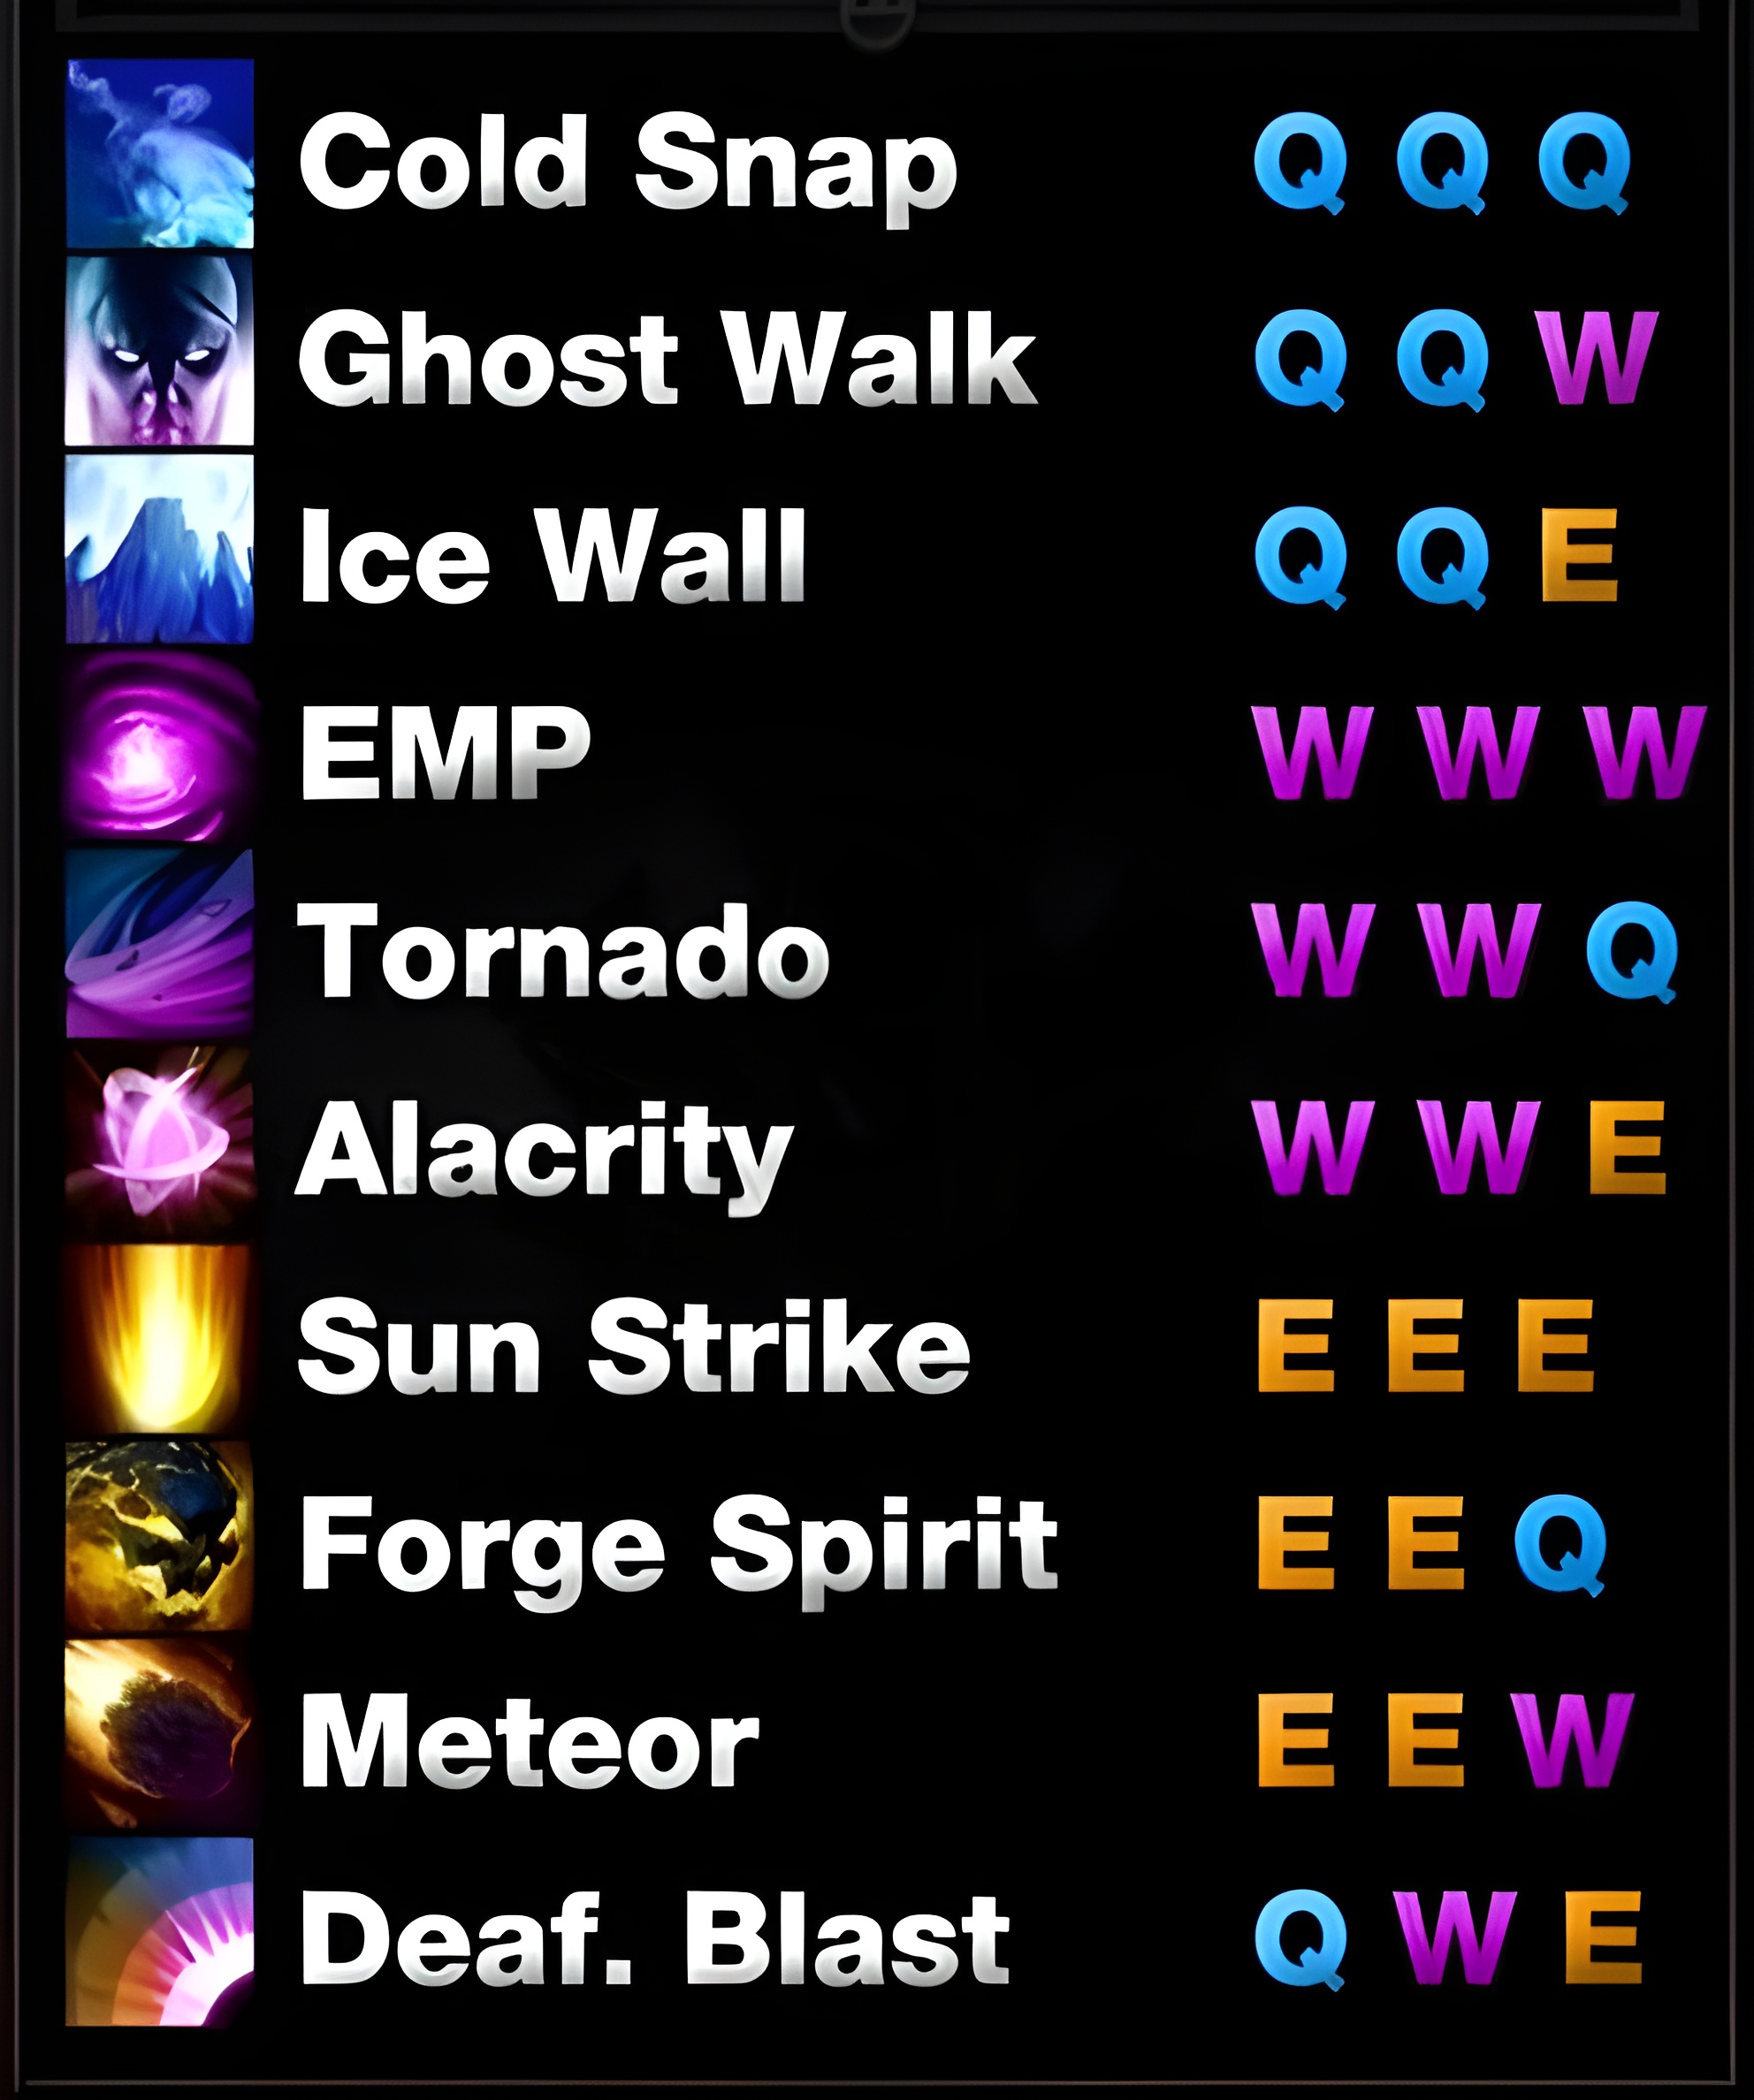 Cold Snap Q Q Q
Ghost Walk Q Q W
Ice Wall Q Q E
EMP W W W
Tornado W W Q
Alacrity W W E
Sun Strike E E E
Forge Spirit E E Q
Meteor E E W
Deaf. Blast Q W E